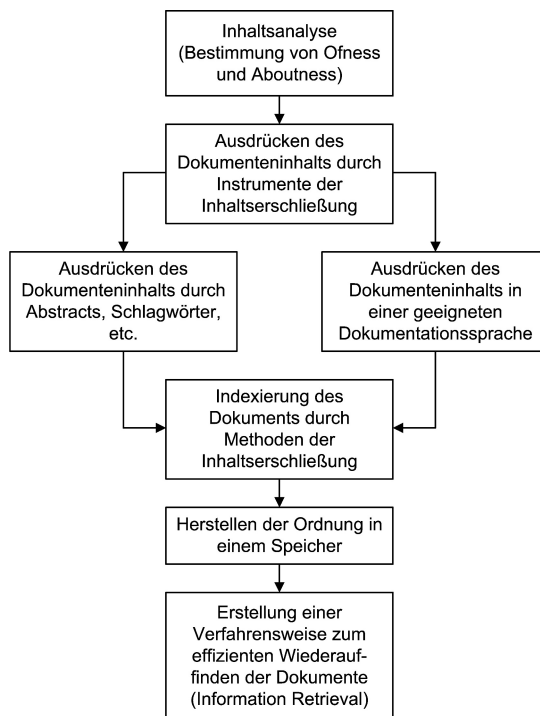 Inhaltsanalyse
(Bestimmung von Ofness
und Aboutness)
Ausdrücken des
Dokumenteninhalts durch
Instrumente der
Inhaltserschließung
Ausdrücken des
Dokumenteninhalts durch
Abstracts, Schlagwörter,
etc.
Ausdrücken des
Dokumenteninhalts in
einer geeigneten
Dokumentationssprache
Indexierung des
Dokuments durch
Methoden der
Inhaltserschließung
Herstellen der Ordnung in
einem Speicher
Erstellung einer
Verfahrensweise zum
effizienten Wiederauf-
finden der Dokumente
(Information Retrieval)